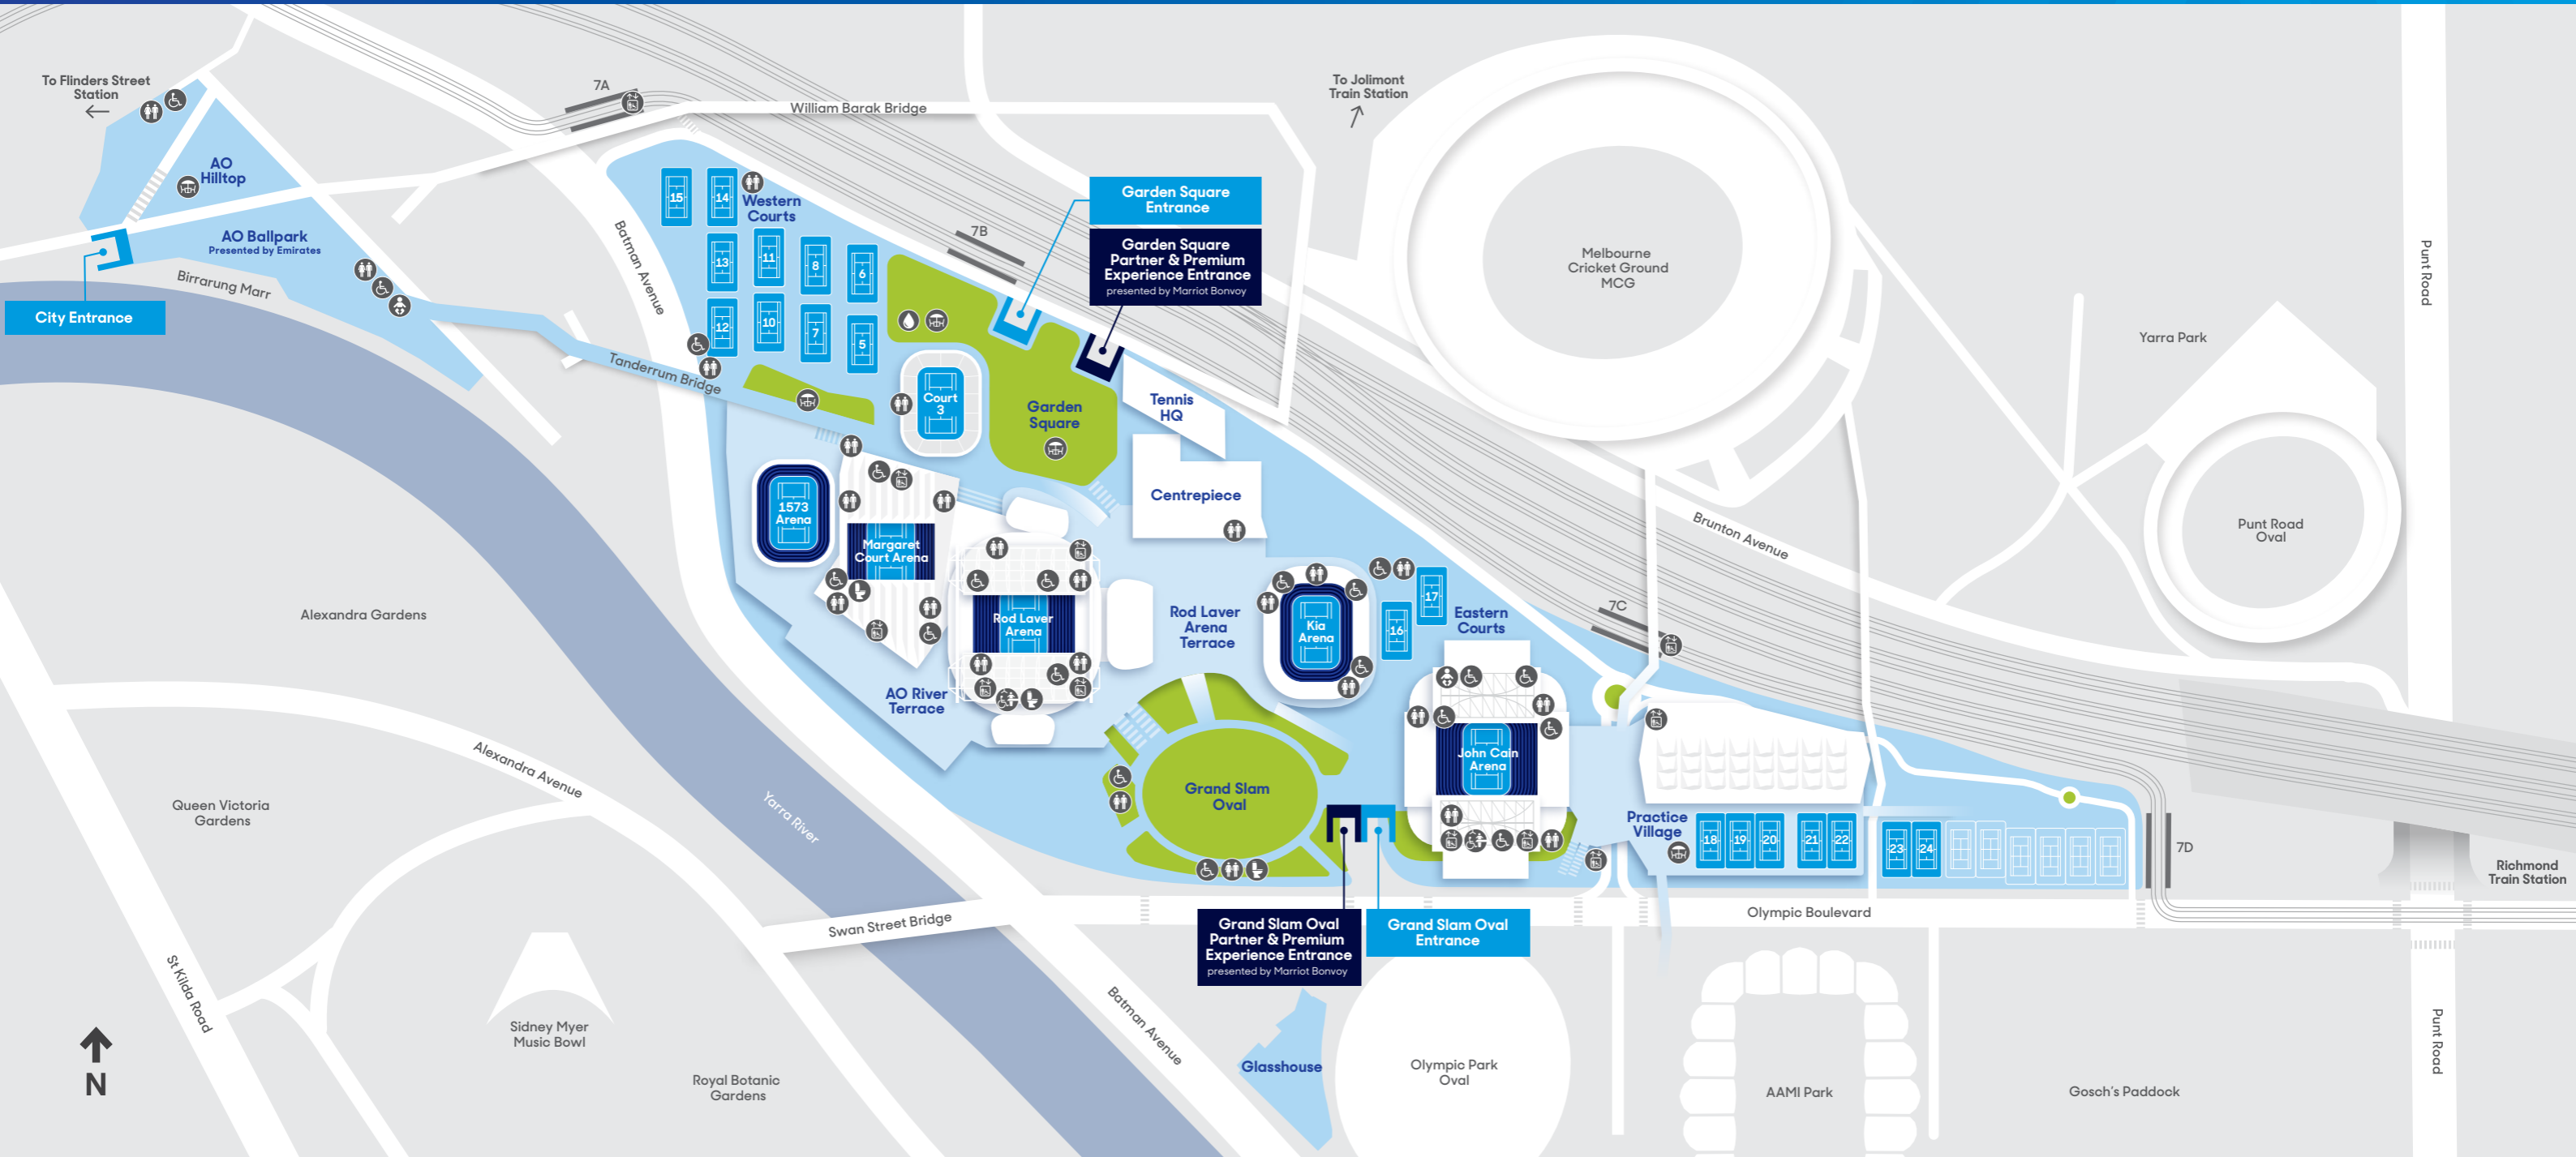 To Flinders Street
Station
7A
William Barak Bridge
To Jolimont
Train Station
AO
Hilltop
AO Ballpark
Presented by Emirates
Birrarung Marr
City Entrance
Batman Avenue
Tanderrum Bridge
15
14
Western
Courts
13
11
8
6
12
10
7
5
7B
Garden Square
Entrance
Garden Square
Partner & Premium
Experience Entrance
presented by Marriot Bonvoy
Court
3
Garden
Square
Tennis
HQ
Centrepiece
Melbourne
Cricket Ground
MCG
Punt Road
Yarra Park
Punt Road
Oval
Brunton Avenue
1573
Arena
Margaret
Court Arena
Rod Laver
Arena
Rod Laver
Arena
Terrace
Kia
Arena
17
16
Eastern
Courts
7C
Alexandra Gardens
AO River
Terrace
John Cain
Arena
Grand Slam
Oval
Practice
Village
18
19
20
21
22
23
24
7D
Richmond
Train Station
Alexandra Avenue
Queen Victoria
Gardens
Yarra River
Swan Street Bridge
Olympic Boulevard
Grand Slam Oval
Partner & Premium
Experience Entrance
presented by Marriot Bonvoy
Grand Slam Oval
Entrance
St Kilda Road
Sidney Myer
Music Bowl
Batman Avenue
Royal Botanic
Gardens
Glasshouse
Olympic Park
Oval
AAMI Park
Gosch's Paddock
Punt Road
N